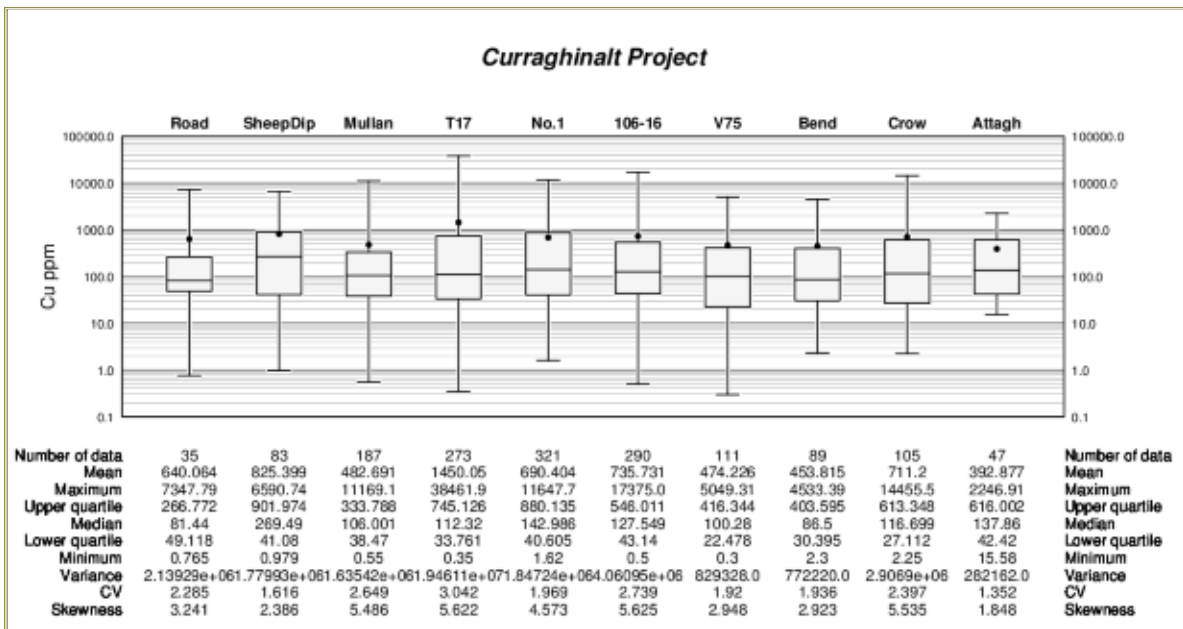 Curraghinalt Project
Road SheepDip Mullan T17 No.1 106-16 V75 Bend Crow Attagh
100000.0 100000.0
10000.0 10000.0
1000.0 1000.0
Cu ppm
100.0 100.0
10.0 10.0
1.0 1.0
0.1 0.1
Number of data 35 83 187 273 321 290 111 89 105 47 Number of data
Mean 640.064 825.399 482.691 1450.05 690.404 735.731 474.226 453.815 711.2 392.877 Mean
Maximum 7347.79 6590.74 11169.1 38461.9 11647.7 17375.0 5049.31 4533.39 14455.5 2246.91 Maximum
Upper quartile 266.772 901.974 333.788 745.126 880.135 546.011 416.344 403.595 613.348 616.002 Upper quartile
Median 81.44 269.49 106.001 112.32 142.986 127.549 100.28 86.5 116.699 137.86 Median
Lower quartile 49.118 41.08 38.47 33.761 40.605 43.14 22.478 30.395 27.112 42.42 Lower quartile
Minimum 0.765 0.979 0.55 0.35 1.62 0.5 0.3 2.3 2.25 15.58 Minimum
Variance 2.13929e+061.77993e+061.63542e+061.94611e+071.84724e+064.06095e+06 829328.0 772220.0 2.9069e+06 282162.0 Variance
CV 2.285 1.616 2.649 3.042 1.969 2.739 1.92 1.936 2.397 1.352 CV
Skewness 3.241 2.386 5.486 5.622 4.573 5.625 2.948 2.923 5.535 1.848 Skewness